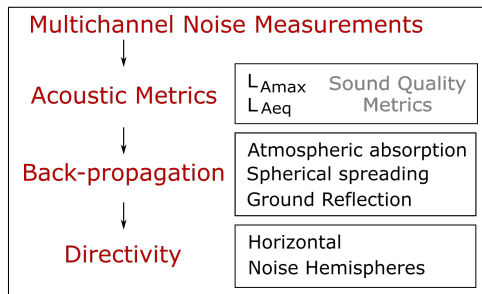 Multichannel Noise Measurements
Acoustic Metrics
LAmax
LAeq
Sound Quality
Metrics
Back-propagation
Atmospheric absorption
Spherical spreading
Ground Reflection
Directivity
Horizontal
Noise Hemispheres